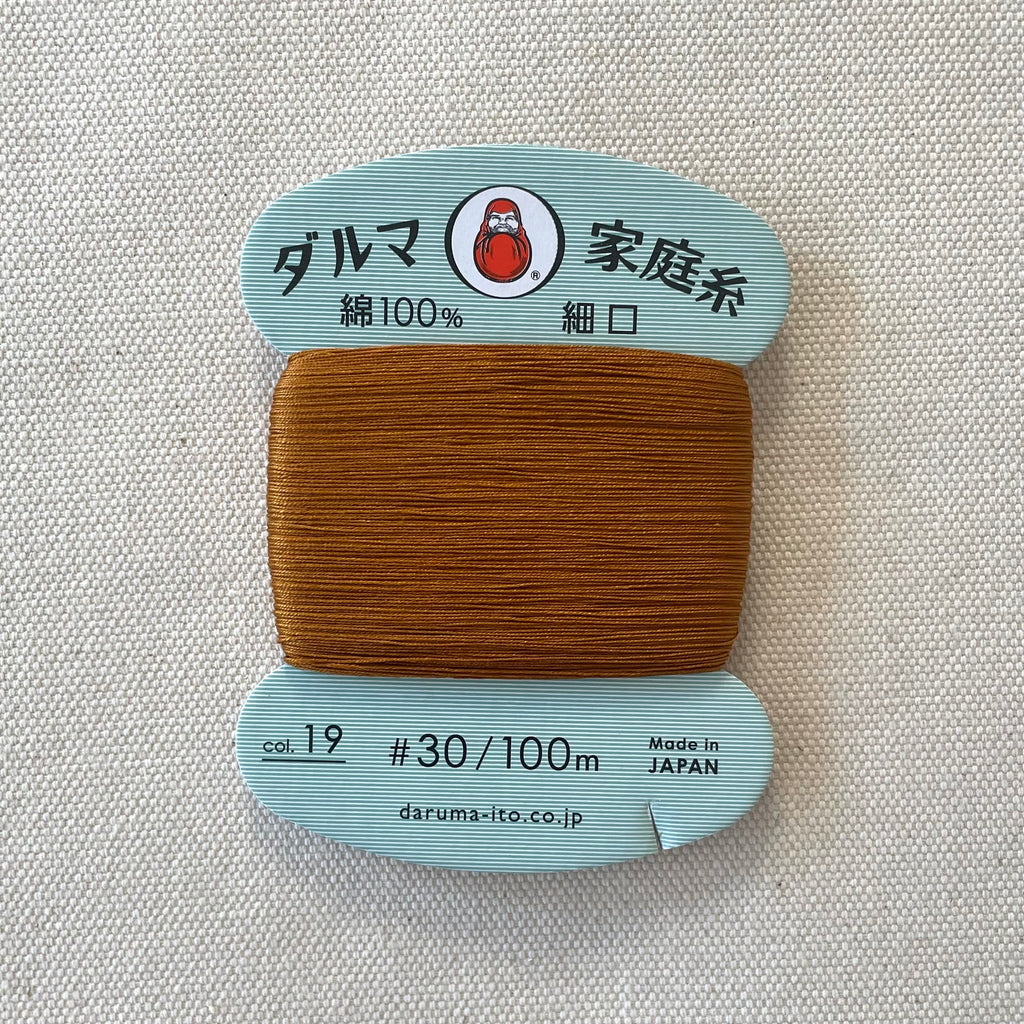 ダルマ 家庭糸
®
綿100% 細口
col. 19 #30/100m Made in JAPAN
daruma-ito.co.jp